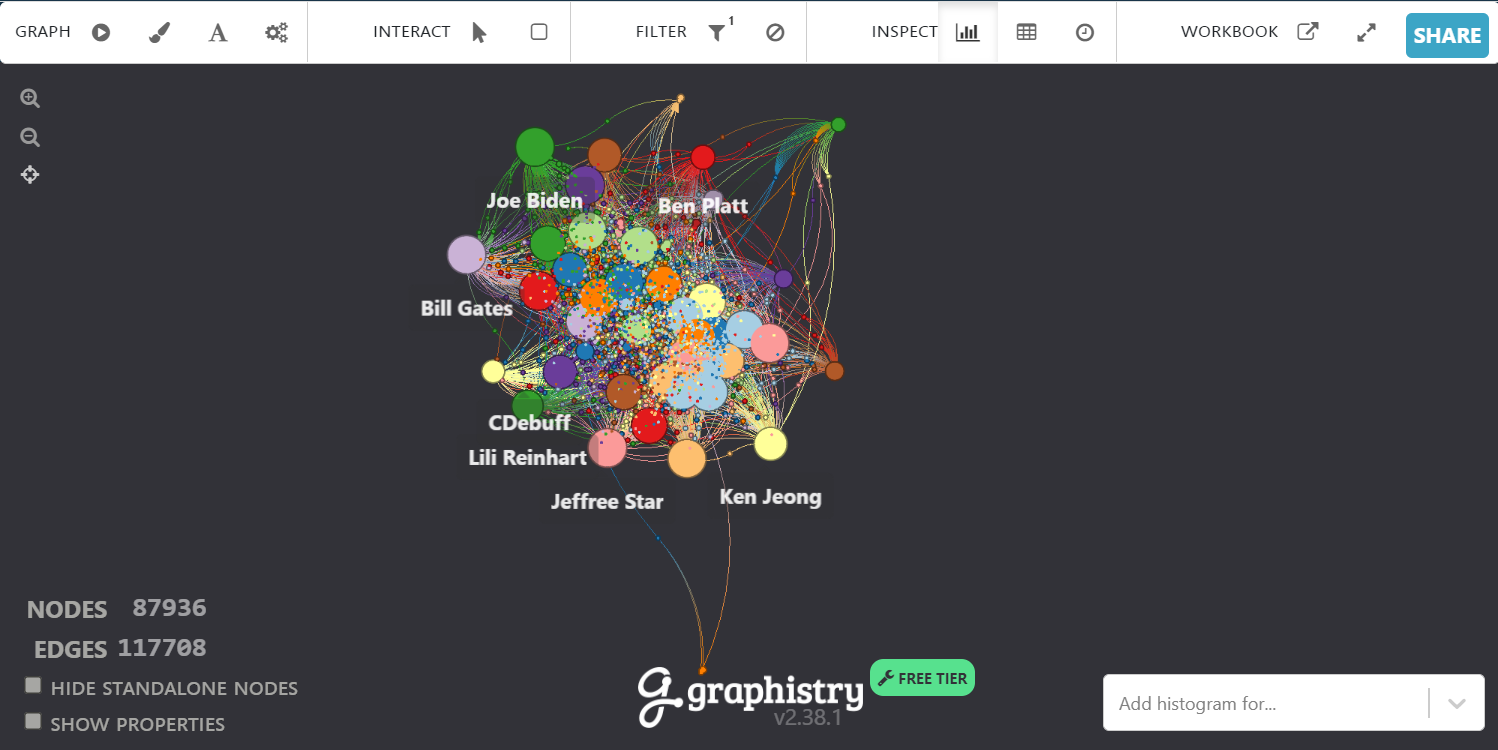 GRAPH A INTERACT FILTER 1 INSPECT WORKBOOK SHARE
Joe Biden
Ben Platt
Bill Gates
CDebuff
Lili Reinhart
Jeffree Star
Ken Jeong
NODES 87936
EDGES 117708
HIDE STANDALONE NODES
SHOW PROPERTIES
graphistry
v2.38.1
FREE TIER
Add histogram for...